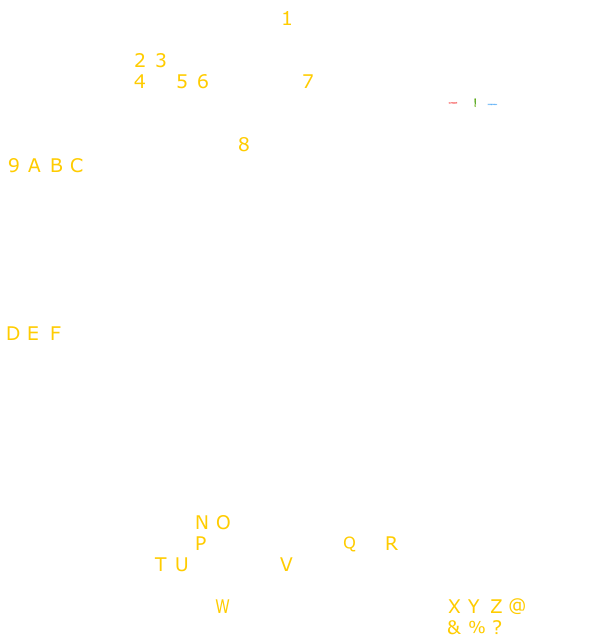 1
2 3
4 5 6 7
~ ! –
8
9 A B C
D E F
N O
P Q R
T U V
W X Y Z @
& % ?